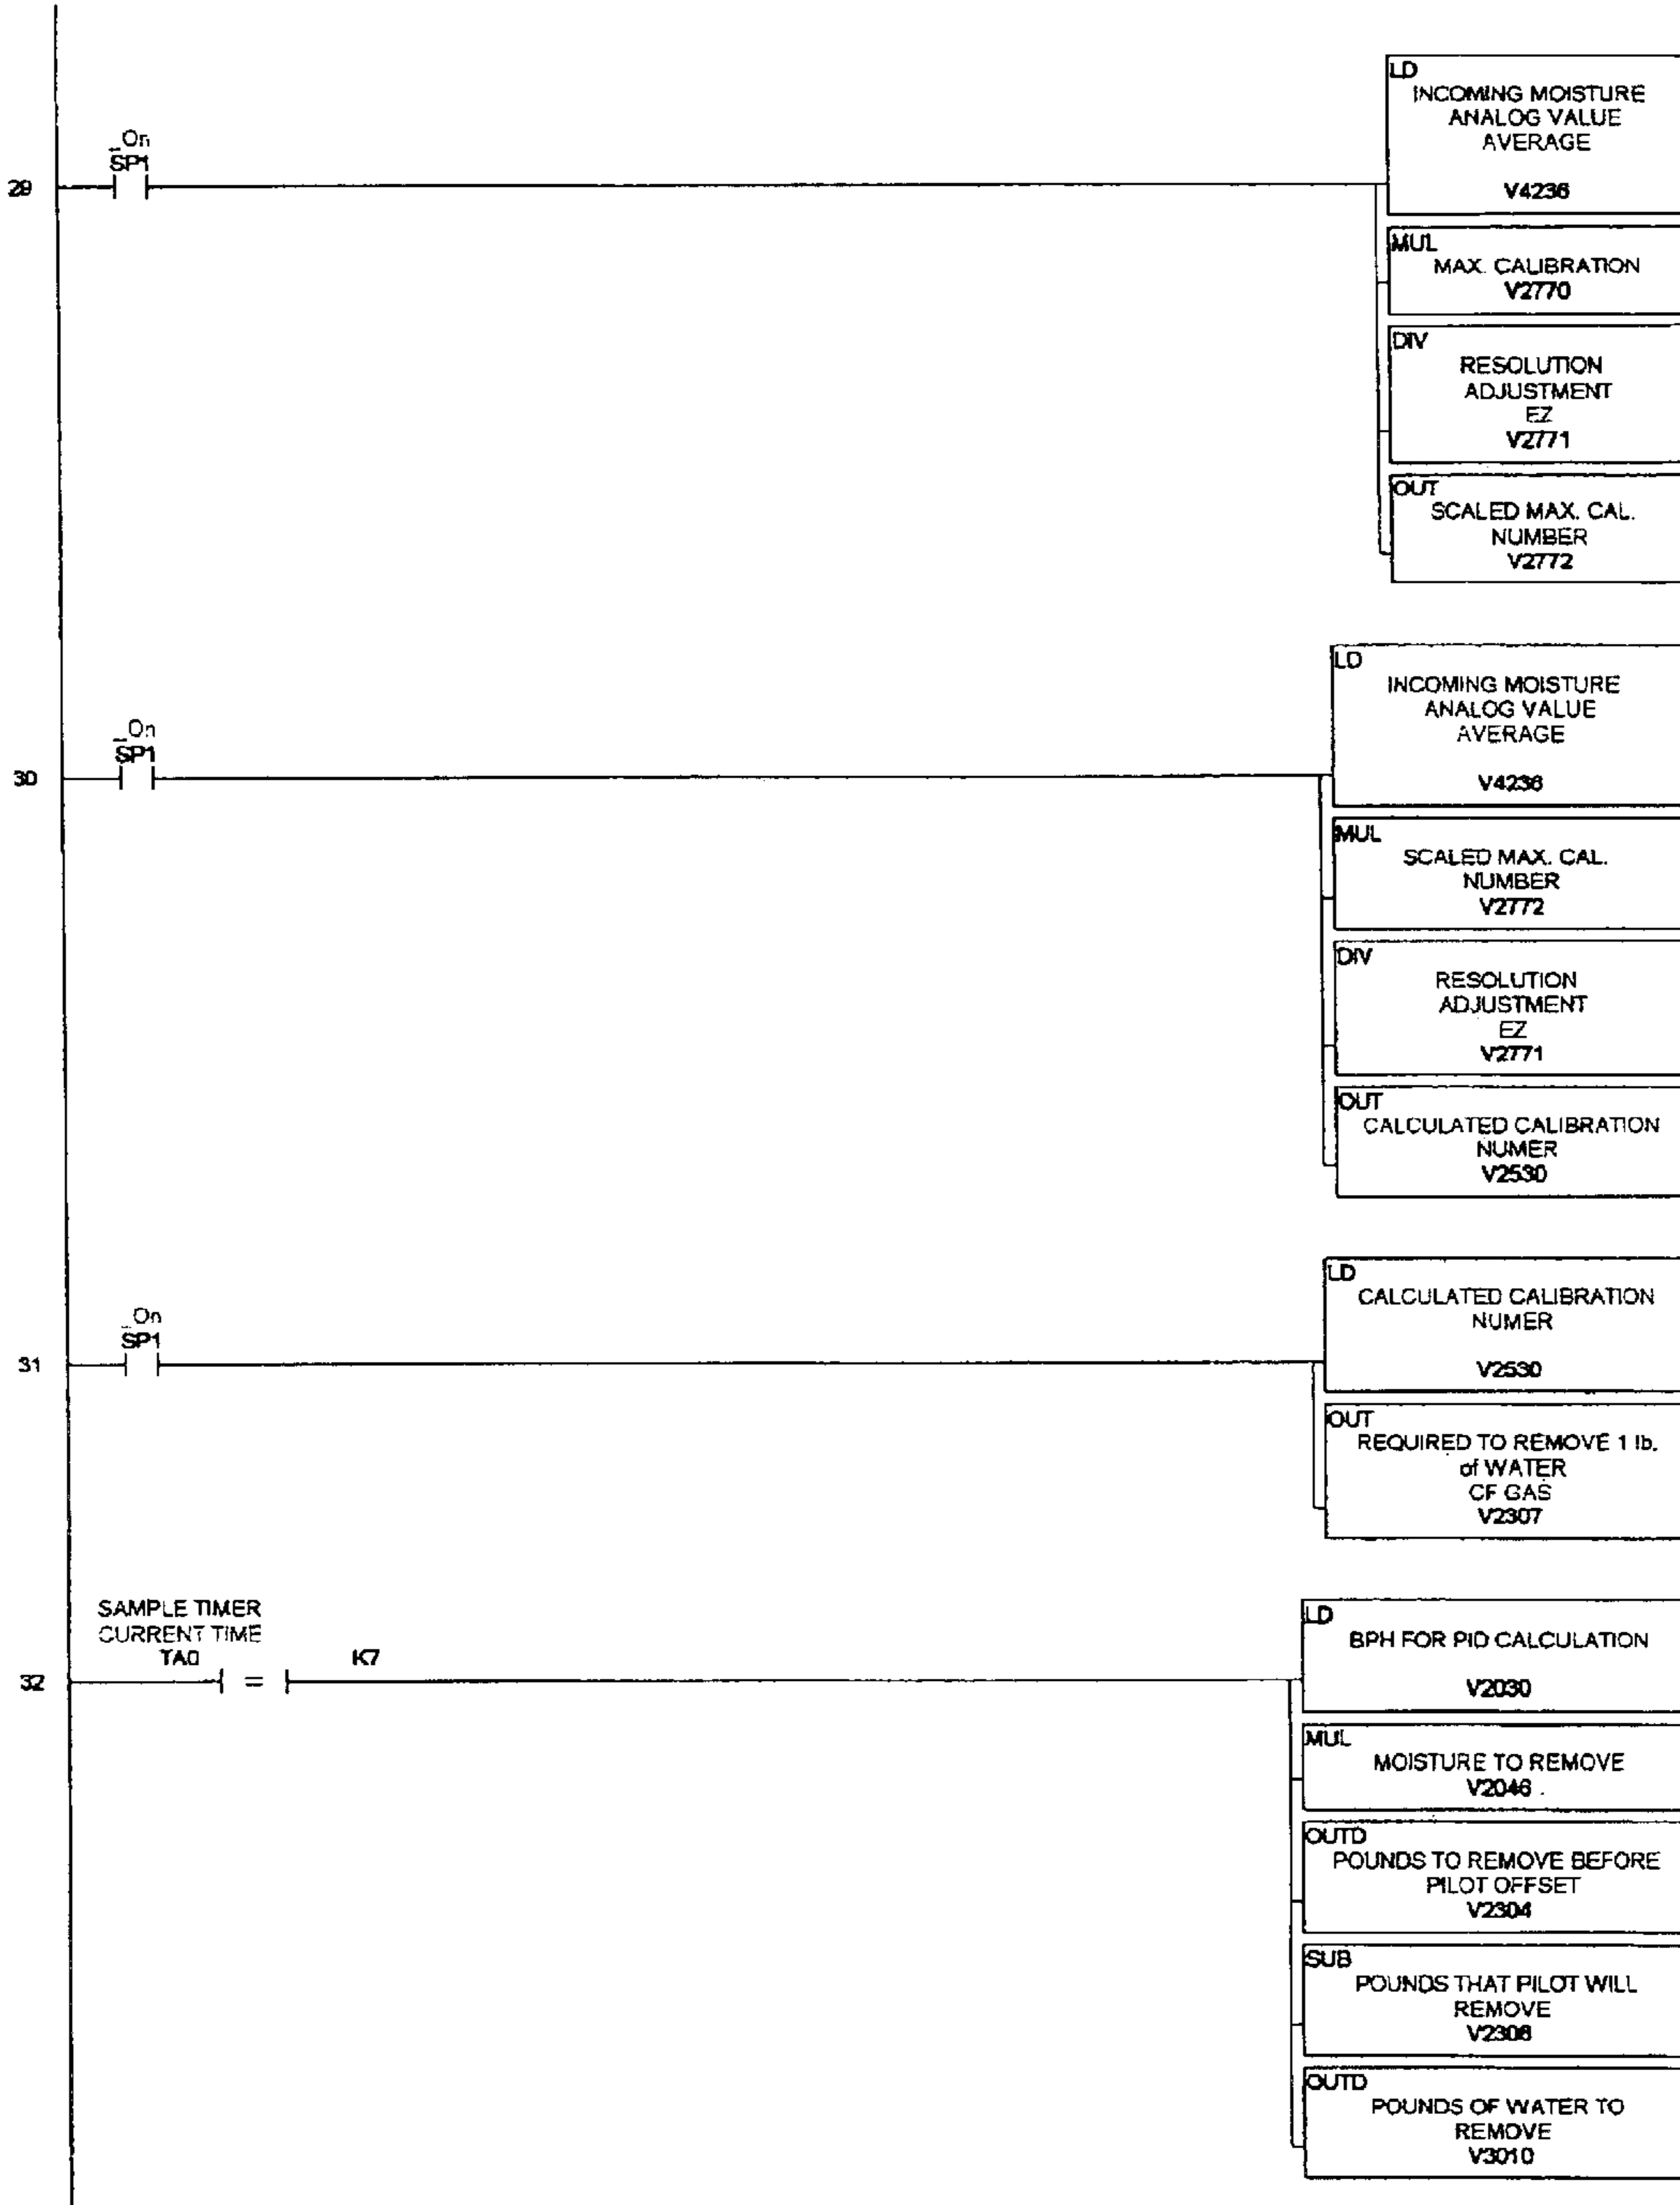 LD
INCOMING MOISTURE
ANALOG VALUE
AVERAGE
V4236
_On
SP1
29
MUL
MAX. CALIBRATION
V2770
DIV
RESOLUTION
ADJUSTMENT
EZ
V2771
OUT
SCALED MAX. CAL.
NUMBER
V2772
LD
INCOMING MOISTURE
ANALOG VALUE
AVERAGE
V4236
_On
SP1
30
MUL
SCALED MAX. CAL.
NUMBER
V2772
DIV
RESOLUTION
ADJUSTMENT
EZ
V2771
OUT
CALCULATED CALIBRATION
NUMER
V2530
LD
CALCULATED CALIBRATION
NUMER
V2530
_On
SP1
31
OUT
REQUIRED TO REMOVE 1 lb.
of WATER
CF GAS
V2307
SAMPLE TIMER
CURRENT TIME
TA0
=
K7
32
LD
BPH FOR PID CALCULATION
V2030
MUL
MOISTURE TO REMOVE
V2046
OUTD
POUNDS TO REMOVE BEFORE
PILOT OFFSET
V2304
SUB
POUNDS THAT PILOT WILL
REMOVE
V2306
OUTD
POUNDS OF WATER TO
REMOVE
V3010